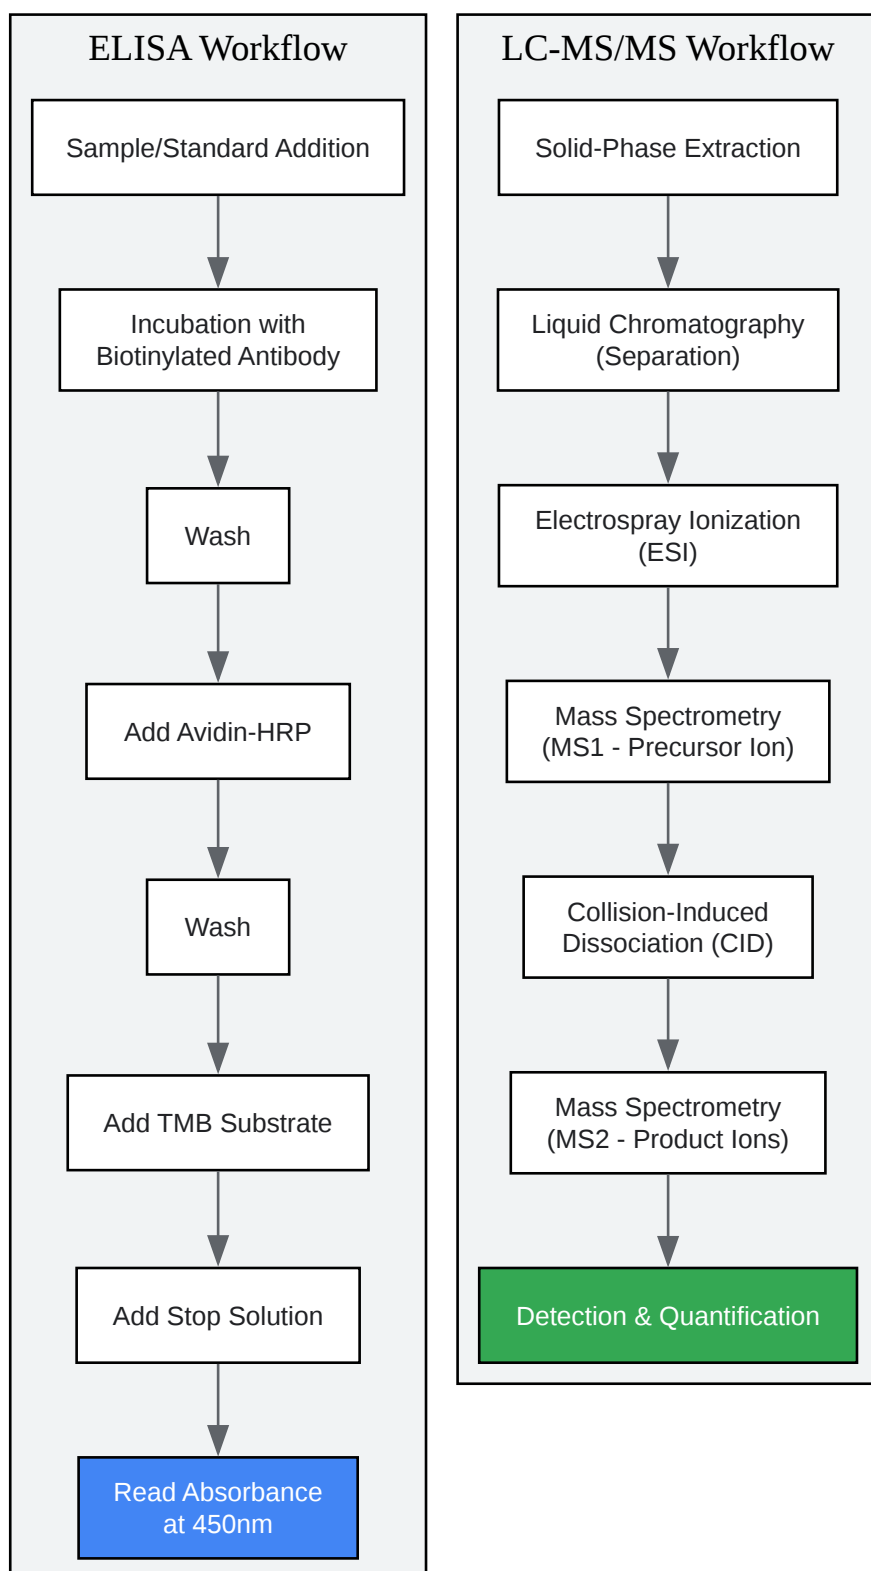 ELISA Workflow
Sample/Standard Addition
Incubation with
Biotinylated Antibody
Wash
Add Avidin-HRP
Wash
Add TMB Substrate
Add Stop Solution
Read Absorbance
at 450nm
LC-MS/MS Workflow
Solid-Phase Extraction
Liquid Chromatography
(Separation)
Electrospray Ionization
(ESI)
Mass Spectrometry
(MS1 - Precursor Ion)
Collision-Induced
Dissociation (CID)
Mass Spectrometry
(MS2 - Product Ions)
Detection & Quantification